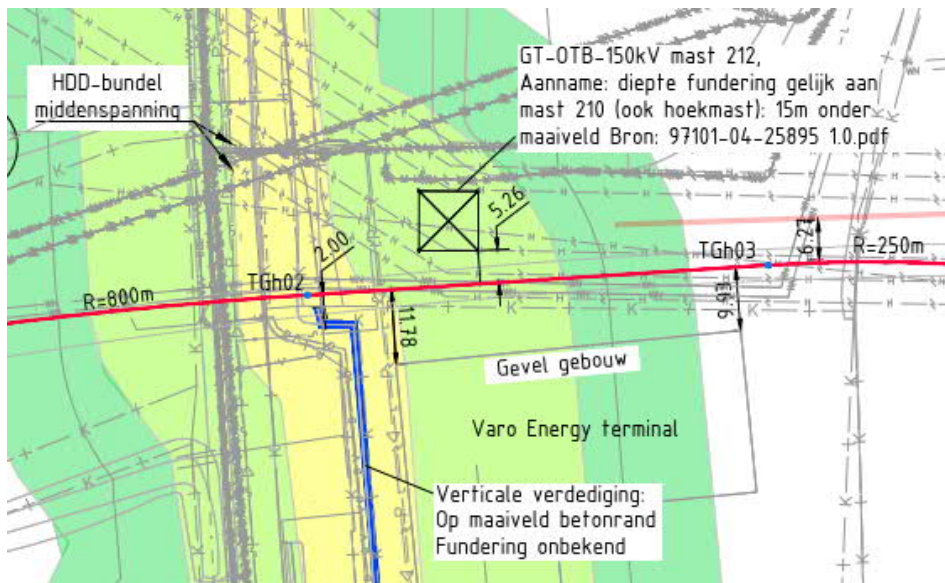 GT-OTB-150kV mast 212,
Aanname: diepte fundering gelijk aan
mast 210 (ook hoekmast): 15m onder
maaiveld Bron: 97101-04-25895 1.0.pdf
HDD-bundel
middenspanning
5.26
2.00
6.21
TGh02
TGh03
R=250m
R=800m
11.78
9.93
Gevel gebouw
Varo Energy terminal
Verticale verdediging:
Op maaiveld betonrand
Fundering onbekend